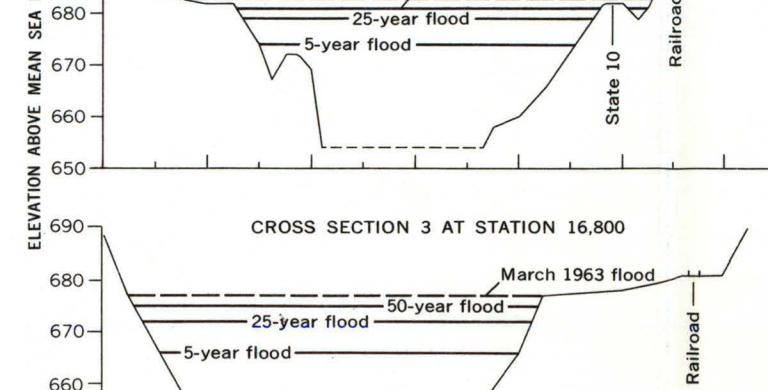 ELEVATION ABOVE MEAN SEA
680
670
660
650
25-year flood
5-year flood
State 10
Railroad
CROSS SECTION 3 AT STATION 16,800
690
680
670
660
March 1963 flood
50-year flood
25-year flood
5-year flood
Railroad